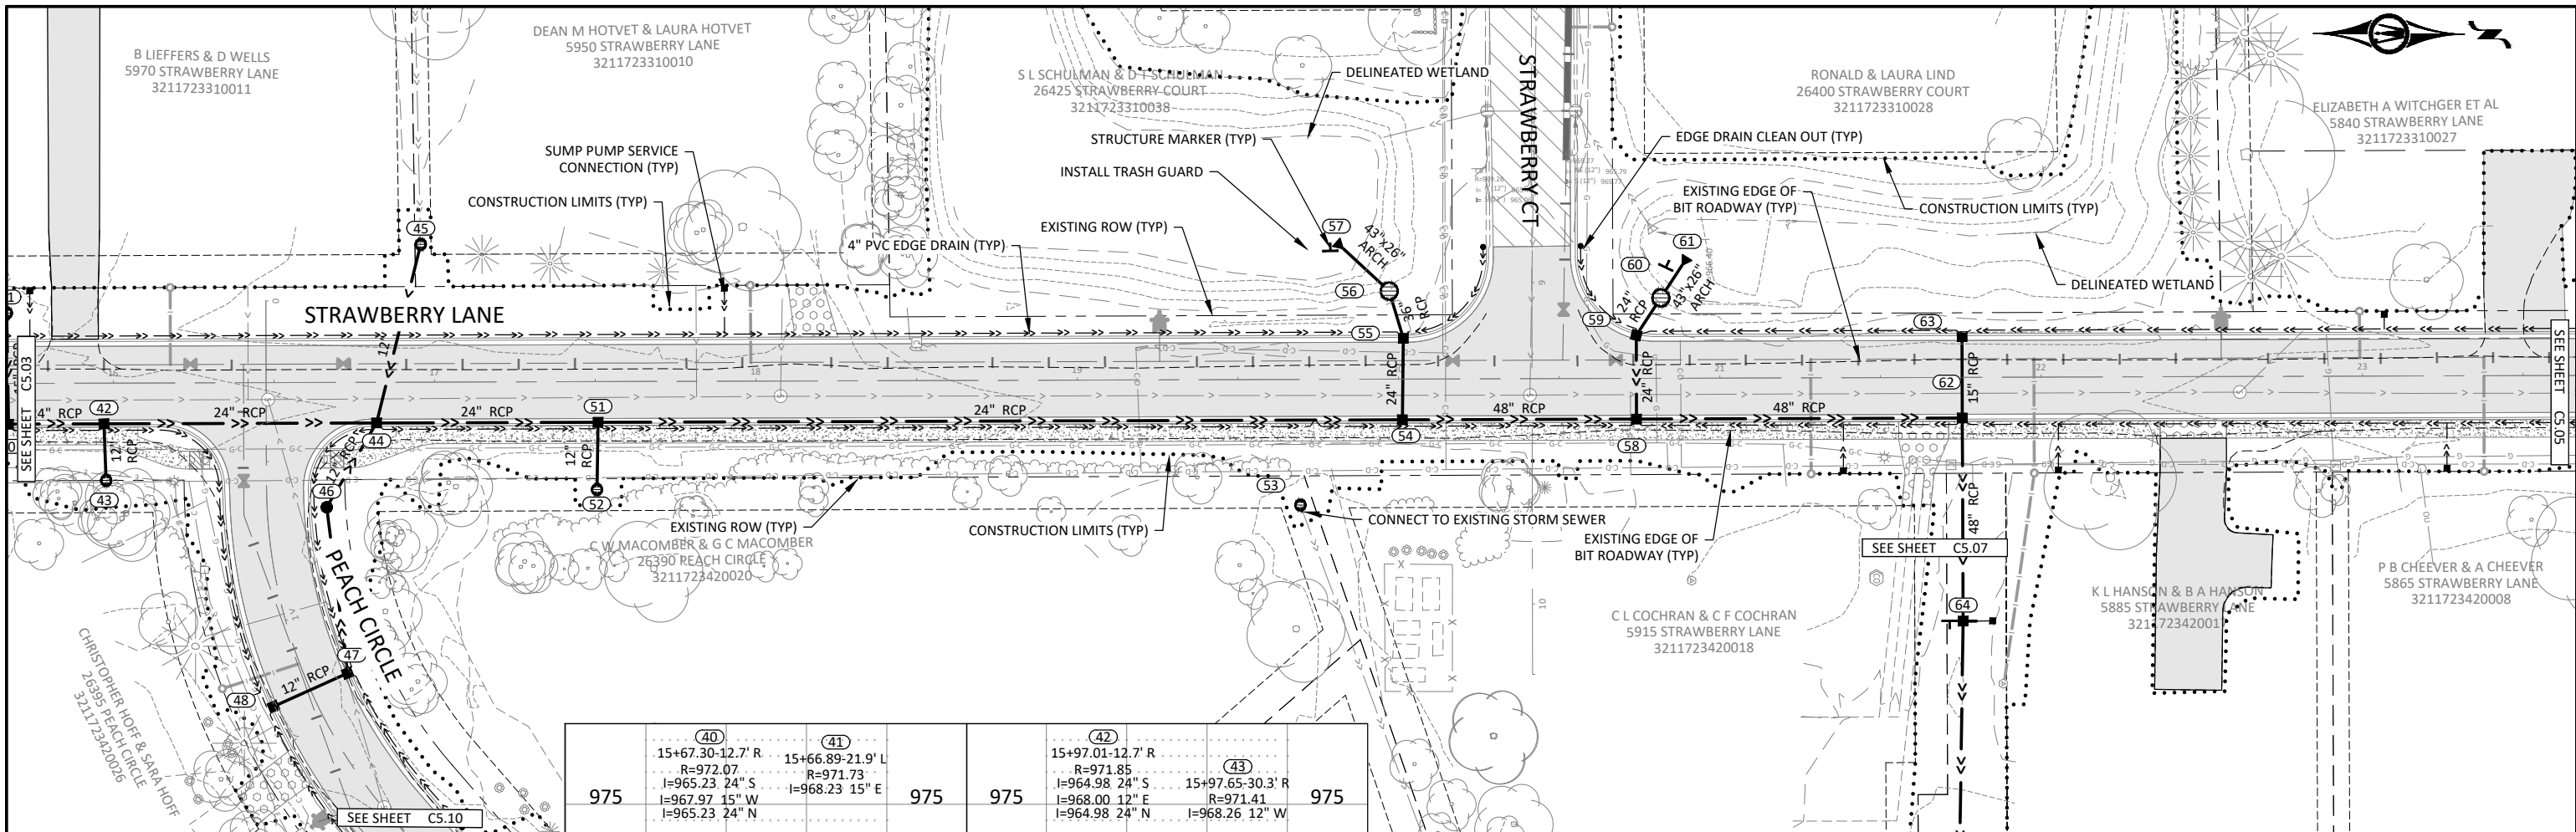 B LIEFFERS & D WELLS
5970 STRAWBERRY LANE
3211723310011
DEAN M HOTVET & LAURA HOTVET
5950 STRAWBERRY LANE
3211723310010
S L SCHULMAN & D I SCHULMAN
26425 STRAWBERRY COURT
3211723310038
DELINEATED WETLAND
STRAWBERRY CT
RONALD & LAURA LIND
26400 STRAWBERRY COURT
3211723310028
ELIZABETH A WITCHGER ET AL
5840 STRAWBERRY LANE
3211723310027
STRUCTURE MARKER (TYP)
EDGE DRAIN CLEAN OUT (TYP)
SUMP PUMP SERVICE
CONNECTION (TYP)
INSTALL TRASH GUARD
CONSTRUCTION LIMITS (TYP)
EXISTING EDGE OF
BIT ROADWAY (TYP)
CONSTRUCTION LIMITS (TYP)
EXISTING ROW (TYP)
4" PVC EDGE DRAIN (TYP)
DELINEATED WETLAND
45
57
43"x26"
ARCH
56
36"
RCP
55
61
60
43"x26"
ARCH
24"
RCP
59
63
STRAWBERRY LANE
SEE SHEET C5.03
12"
16
17
18
19
21
22
23
62
15" RCP
SEE SHEET C5.05
4" RCP
42
24" RCP
24" RCP
51
24" RCP
24" RCP
48" RCP
24" RCP
48" RCP
44
54
58
12"
RCP
43
12" RCP
46
12"
RCP
52
53
EXISTING ROW (TYP)
CONSTRUCTION LIMITS (TYP)
CONNECT TO EXISTING STORM SEWER
EXISTING EDGE OF
BIT ROADWAY (TYP)
48" RCP
SEE SHEET C5.07
C W MACOMBER & G C MACOMBER
26390 PEACH CIRCLE
3211723420020
PEACH CIRCLE
C L COCHRAN & C F COCHRAN
5915 STRAWBERRY LANE
3211723420018
64
K L HANSON & B A HANSON
5885 STRAWBERRY LANE
P B CHEEVER & A CHEEVER
5865 STRAWBERRY LANE
3211723420008
CHRISTOPHER HOFF & SARA HOFF
26395 PEACH CIRCLE
3211723420026
47
12" RCP
48
SEE SHEET C5.10
975
40
15+67.30-12.7' R
R=972.07
I=965.23 24" S
I=967.97 15" W
I=965.23 24" N
41
15+66.89-21.9' L
R=971.73
I=968.23 15" E
975
975
42
15+97.01-12.7' R
R=971.85
I=964.98 24" S
I=968.00 12" E
I=964.98 24" N
43
15+97.65-30.3' R
R=971.41
I=968.26 12" W
975